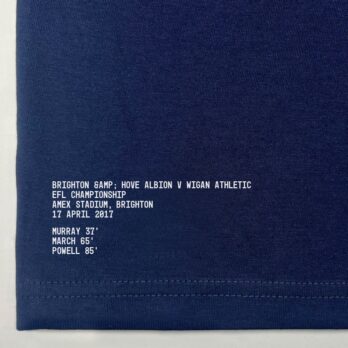 BRIGHTON &AMP; HOVE ALBION V WIGAN ATHLETIC
EFL CHAMPIONSHIP
AMEX STADIUM, BRIGHTON
17 APRIL 2017
MURRAY 37'
MARCH 65'
POWELL 85'